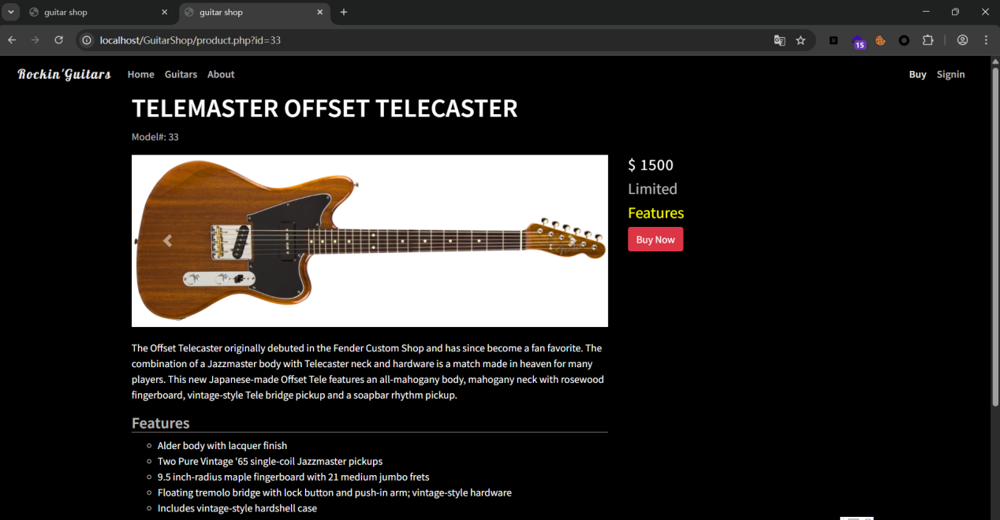 guitar shop
guitar shop
localhost/GuitarShop/product.php?id=33
15
Rockin'Guitars Home Guitars About Buy Signin
TELEMASTER OFFSET TELECASTER
Model#: 33
$ 1500
Limited
Features
Buy Now
The Offset Telecaster originally debuted in the Fender Custom Shop and has since become a fan favorite. The
combination of a Jazzmaster body with Telecaster neck and hardware is a match made in heaven for many
players. This new Japanese-made Offset Tele features an all-mahogany body, mahogany neck with rosewood
fingerboard, vintage-style Tele bridge pickup and a soapbar rhythm pickup.
Features
Alder body with lacquer finish
Two Pure Vintage '65 single-coil Jazzmaster pickups
9.5 inch-radius maple fingerboard with 21 medium jumbo frets
Floating tremolo bridge with lock button and push-in arm; vintage-style hardware
Includes vintage-style hardshell case